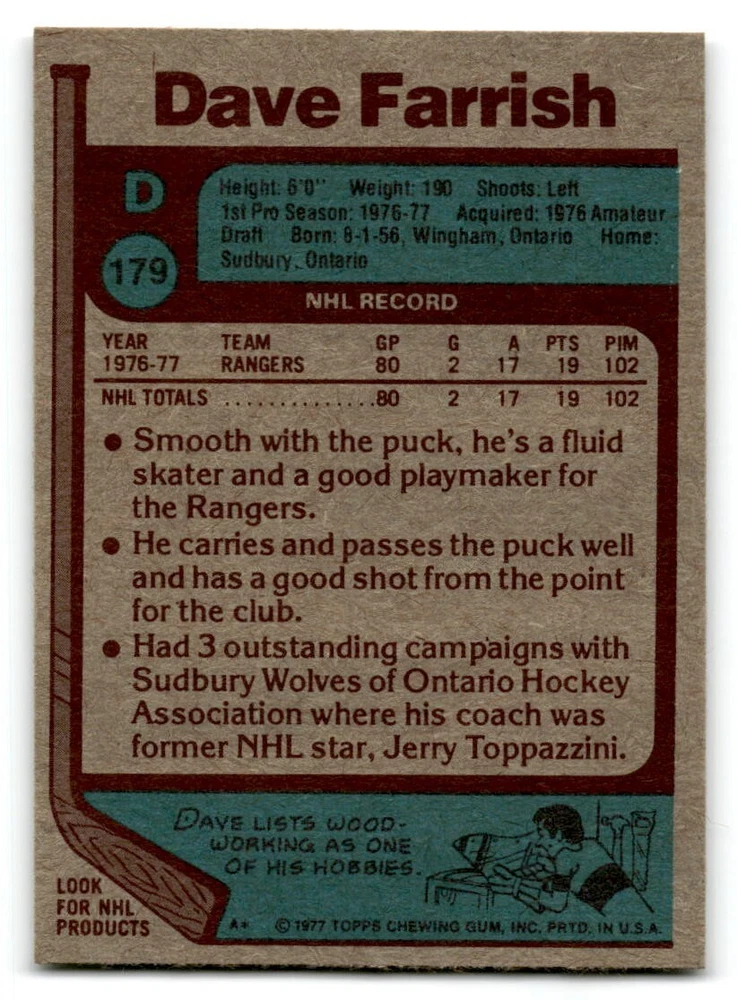 Dave Farrish
D
179
Height: 6'0" Weight: 190 Shoots: Left
1st Pro Season: 1976-77 Acquired: 1976 Amateur
Draft Born: 8-1-56, Wingham, Ontario Home:
Sudbury, Ontario
NHL RECORD
YEAR TEAM GP G A PTS PIM
1976-77 RANGERS 80 2 17 19 102
NHL TOTALS ..............80 2 17 19 102
● Smooth with the puck, he's a fluid
skater and a good playmaker for
the Rangers.
● He carries and passes the puck well
and has a good shot from the point
for the club.
● Had 3 outstanding campaigns with
Sudbury Wolves of Ontario Hockey
Association where his coach was
former NHL star, Jerry Toppazzini.
DAVE LISTS WOOD-
WORKING AS ONE
OF HIS HOBBIES.
LOOK
FOR NHL
PRODUCTS
A* © 1977 TOPPS CHEWING GUM, INC. PRTD. IN U.S.A.